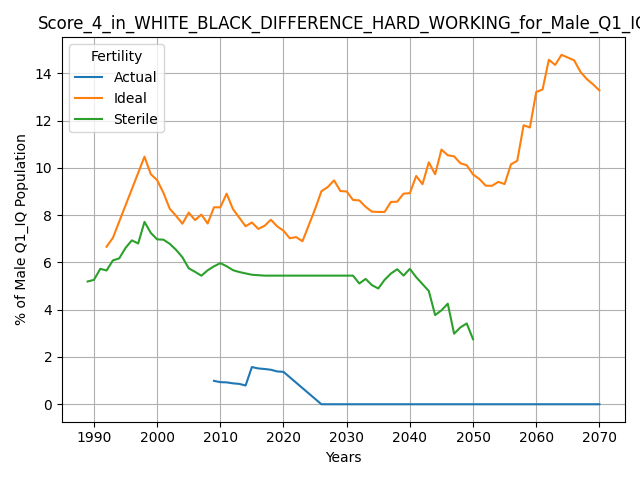 Score_4_in_WHITE_BLACK_DIFFERENCE_HARD_WORKING_for_Male_Q1_IQ
Fertility
Actual
Ideal
Sterile
% of Male Q1_IQ Population
14
12
10
8
6
4
2
0
1990 2000 2010 2020 2030 2040 2050 2060 2070
Years